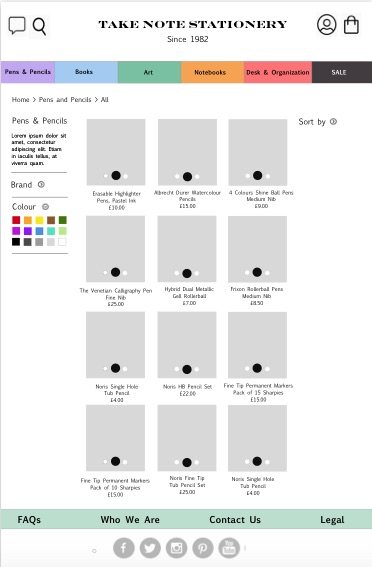 TAKE NOTE STATIONERY
Since 1982
Pens & Pencils Books Art Notebooks Desk & Organization SALE
Home > Pens and Pencils > All
Pens & Pencils
Lorem ipsum dolor sit
amet, consectetur
adipiscing elit. Etiam
in iaculis tellus, at
viverra quam.
Brand
Colour
Sort by
Erasable Highlighter
Pens, Pastel Ink
£10.00
Albrecht Durer Watercolour
Pencils
£15.00
4 Colours Shine Ball Pens
Medium Nib
£9.00
The Venetian Calligraphy Pen
Fine Nib
£25.00
Hybrid Dual Metallic
Gell Rollerball
£7.00
Frixon Rollerball Pens
Medium Nib
£8.50
Noris Single Hole
Tub Pencil
£4.00
Noris HB Pencil Set
£22.00
Fine Tip Permanent Markers
Pack of 15 Sharpies
£15.00
Fine Tip Permanent Markers
Pack of 10 Sharpies
£15.00
Noris Fine Tip
Tub Pencil Set
£25.00
Noris Single Hole
Tub Pencil
£4.00
FAQs Who We Are Contact Us Legal
You Tube